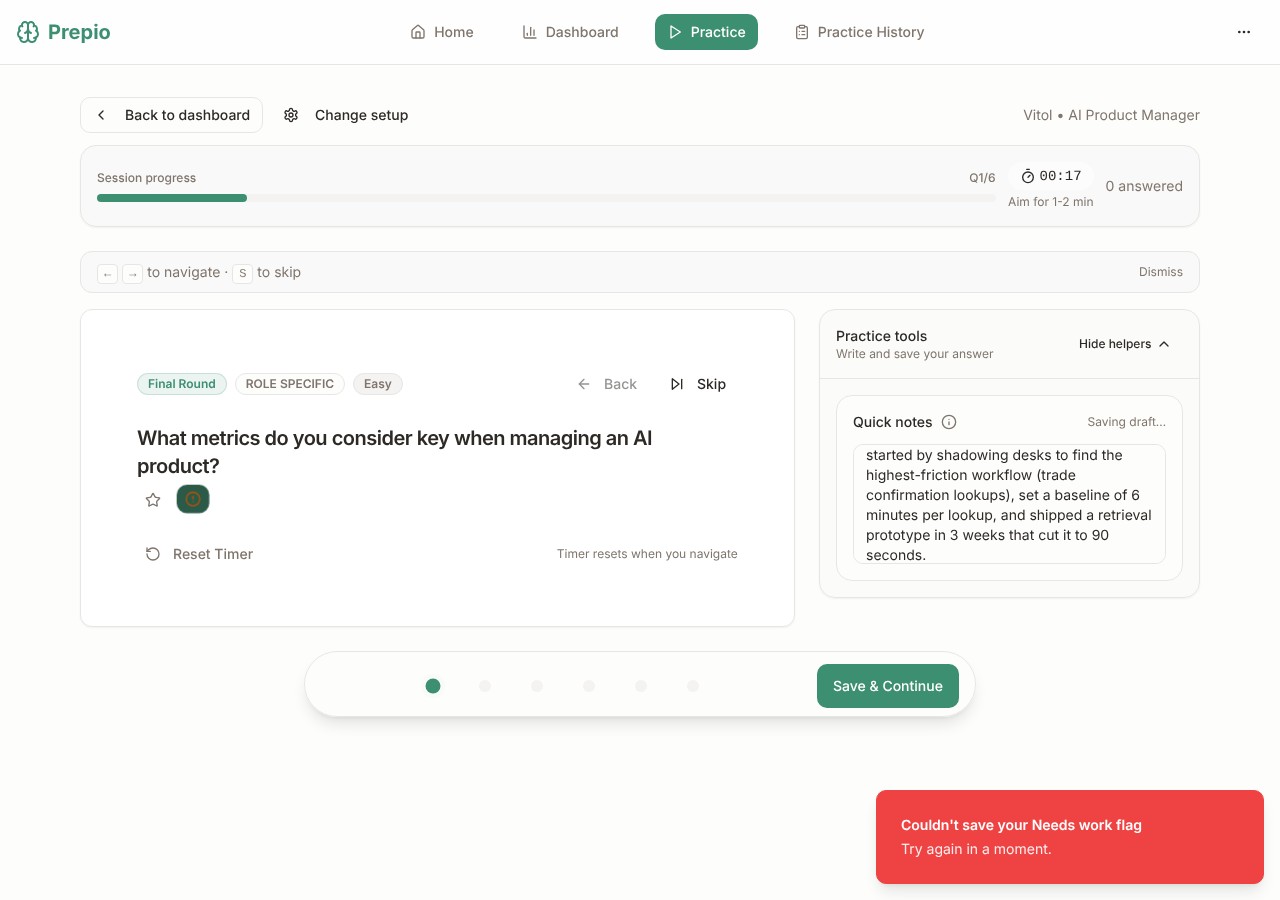 Prepio
Home
Dashboard
Practice
Practice History
Back to dashboard
Change setup
Vitol • AI Product Manager
Session progress
Q1/6
00:17
Aim for 1-2 min
0 answered
← → to navigate · S to skip
Dismiss
Final Round
ROLE SPECIFIC
Easy
Back
Skip
What metrics do you consider key when managing an AI
product?
Reset Timer
Timer resets when you navigate
Practice tools
Write and save your answer
Hide helpers
Quick notes
Saving draft...
started by shadowing desks to find the
highest-friction workflow (trade
confirmation lookups), set a baseline of 6
minutes per lookup, and shipped a retrieval
prototype in 3 weeks that cut it to 90
seconds.
Save & Continue
Couldn't save your Needs work flag
Try again in a moment.